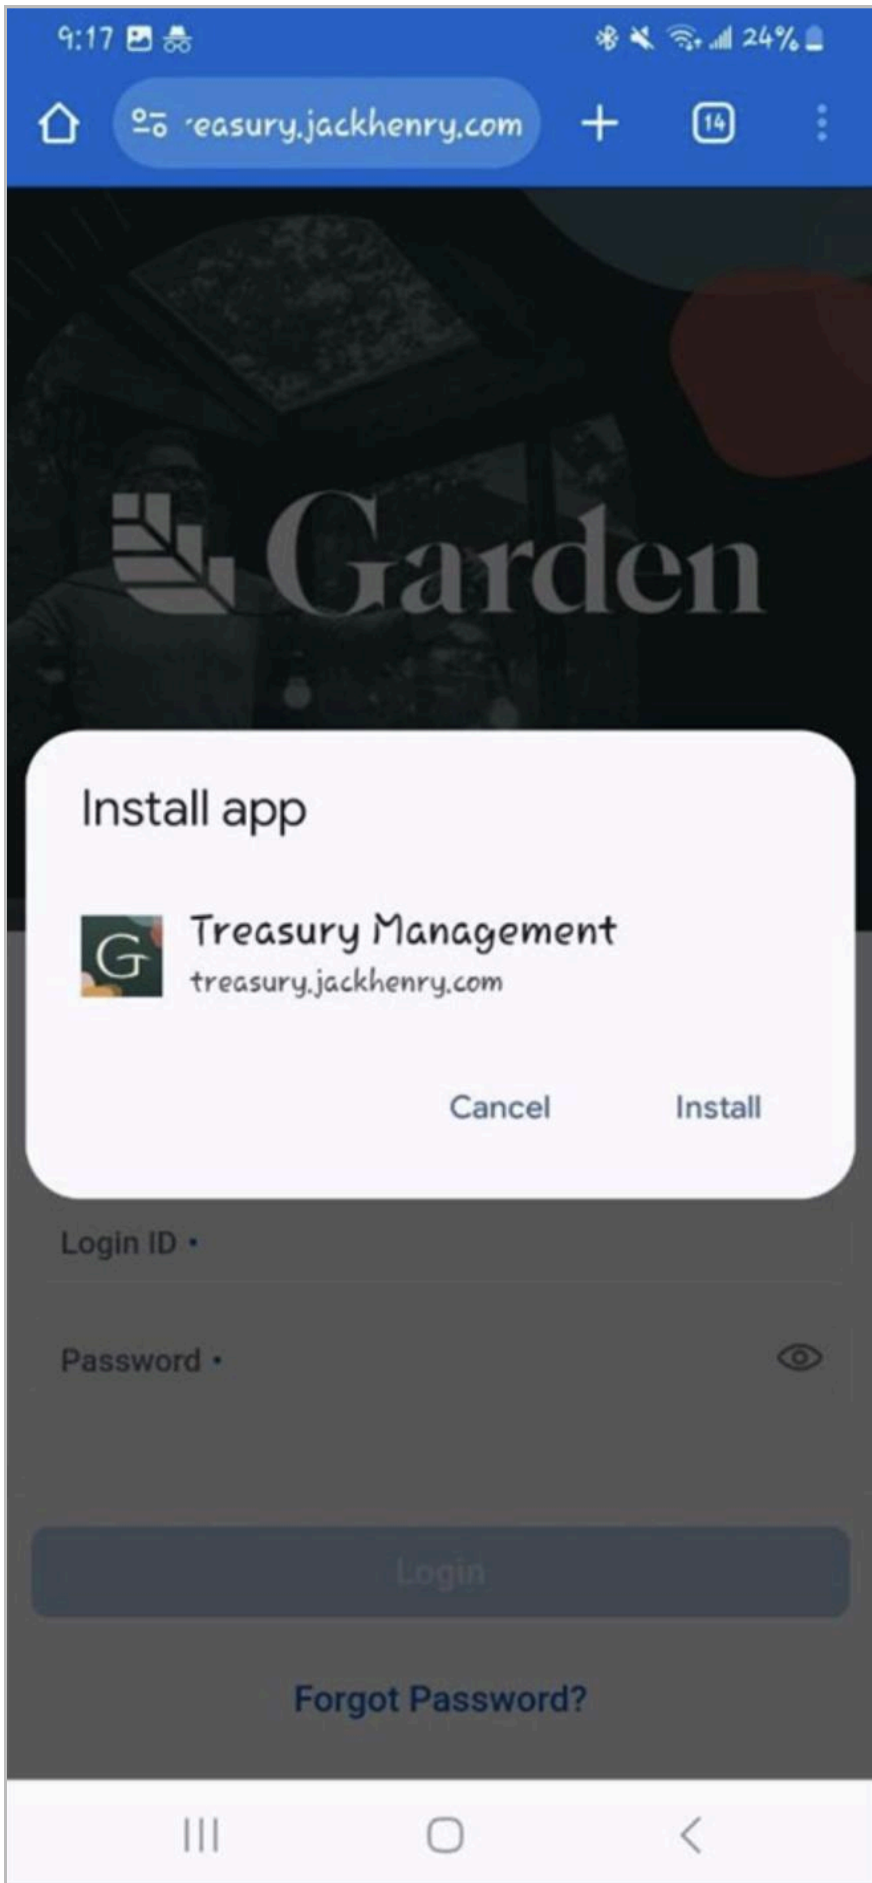 9:17 24%
easury.jackhenry.com 14
Garden
Install app
G
Treasury Management
treasury.jackhenry.com
Cancel Install
Login ID •
Password •
Login
Forgot Password?